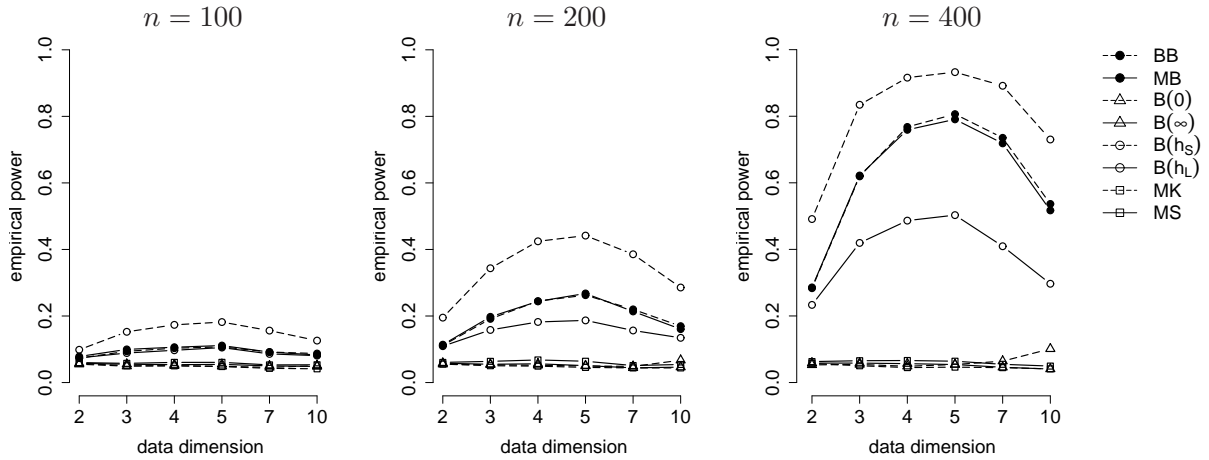 n = 100
n = 200
n = 400
empirical power
0.0
0.2
0.4
0.6
0.8
1.0
2
3
4
5
7
10
data dimension
empirical power
0.0
0.2
0.4
0.6
0.8
1.0
2
3
4
5
7
10
data dimension
empirical power
0.0
0.2
0.4
0.6
0.8
1.0
2
3
4
5
7
10
data dimension
BB
MB
B(0)
B(∞)
B(h_S)
B(h_L)
MK
MS